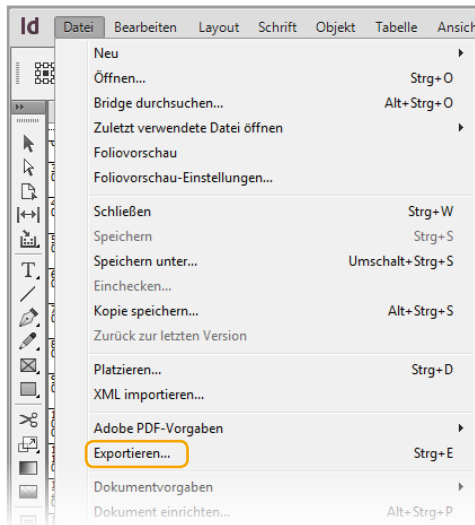 Id Datei Bearbeiten Layout Schrift Objekt Tabelle Ansich
Neu
Öffnen... Strg+O
Bridge durchsuchen... Alt+Strg+O
Zuletzt verwendete Datei öffnen
Foliovorschau
Foliovorschau-Einstellungen...
Schließen Strg+W
Speichern Strg+S
Speichern unter... Umschalt+Strg+S
Einchecken...
Kopie speichern... Alt+Strg+S
Zurück zur letzten Version
Platzieren... Strg+D
XML importieren...
Adobe PDF-Vorgaben
Exportieren... Strg+E
Dokumentvorgaben
Dokument einrichten... Alt+Strg+P